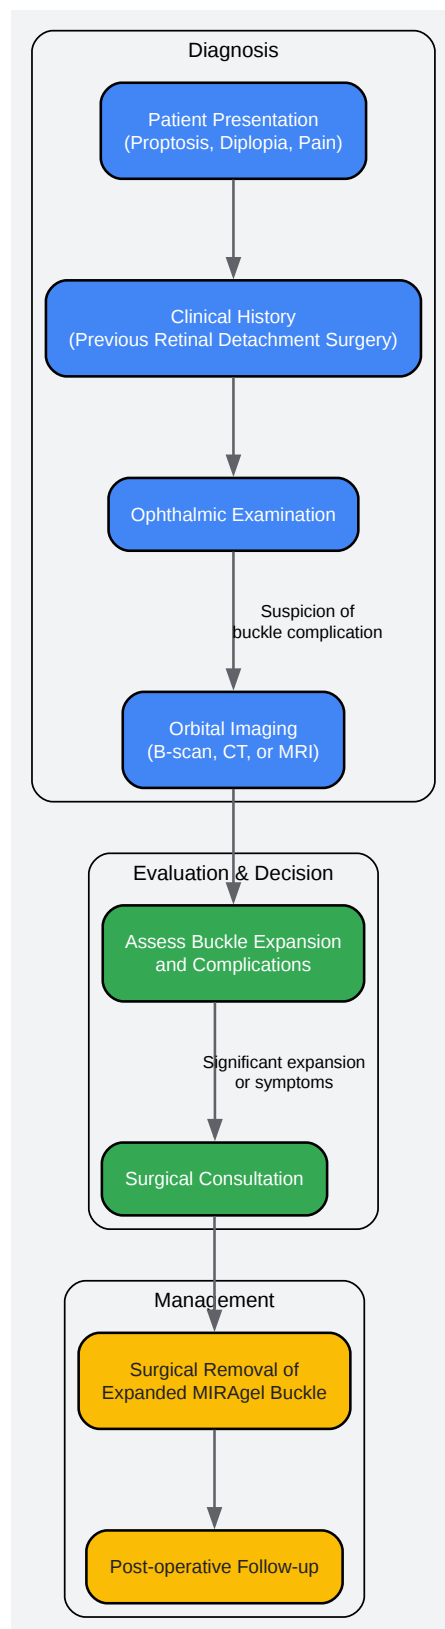 Diagnosis
Patient Presentation
(Proptosis, Diplopia, Pain)
Clinical History
(Previous Retinal Detachment Surgery)
Ophthalmic Examination
Suspicion of
buckle complication
Orbital Imaging
(B-scan, CT, or MRI)
Evaluation & Decision
Assess Buckle Expansion
and Complications
Significant expansion
or symptoms
Surgical Consultation
Management
Surgical Removal of
Expanded MIRAgel Buckle
Post-operative Follow-up